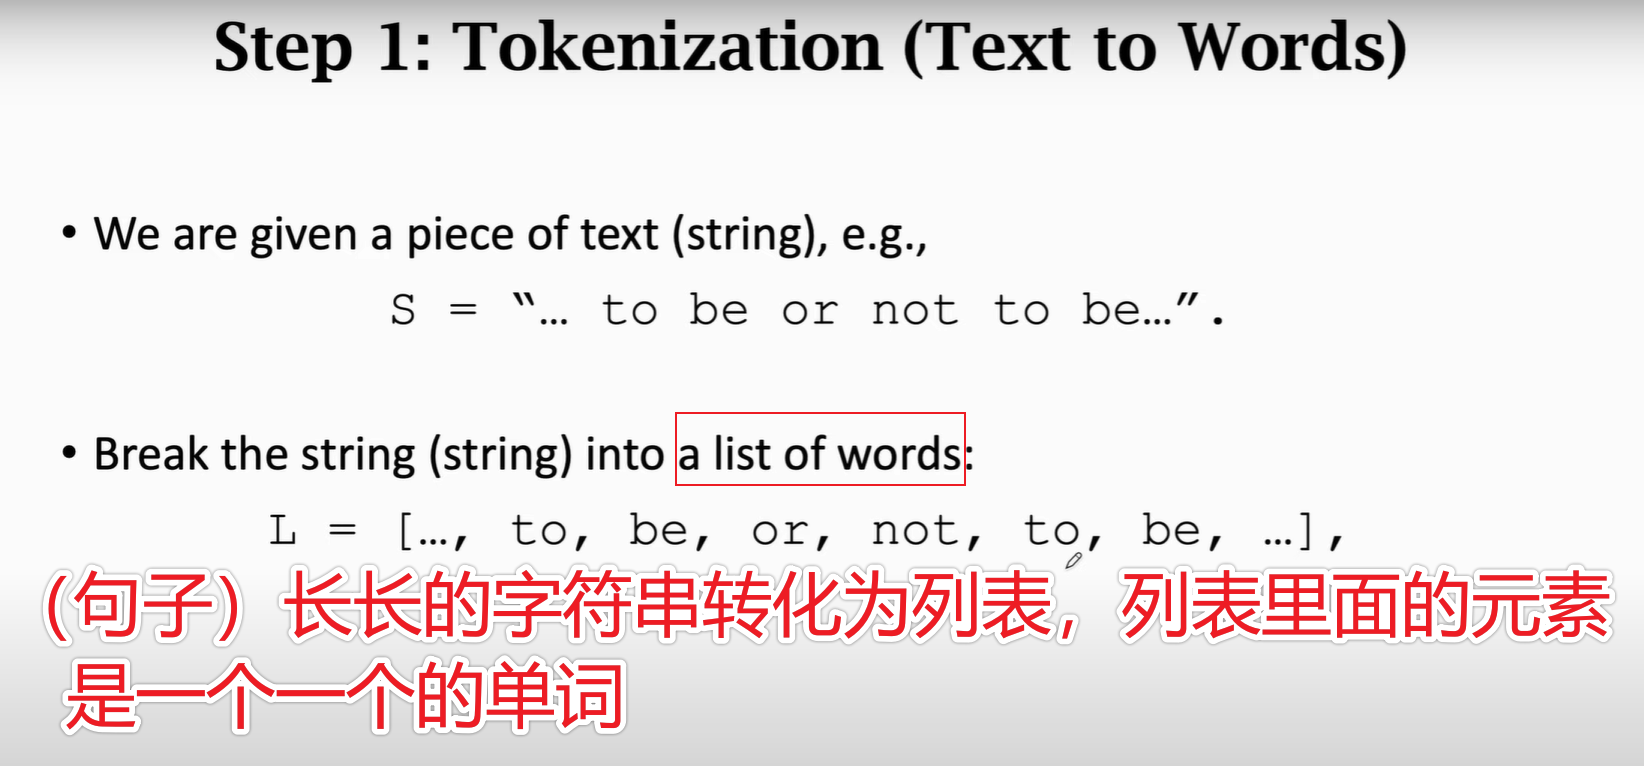 Step 1: Tokenization (Text to Words)
• We are given a piece of text (string), e.g.,
S = “… to be or not to be…”.
• Break the string (string) into a list of words:
L = […, to, be, or, not, to, be, …],
（句子）长长的字符串转化为列表，列表里面的元素
是一个一个的单词